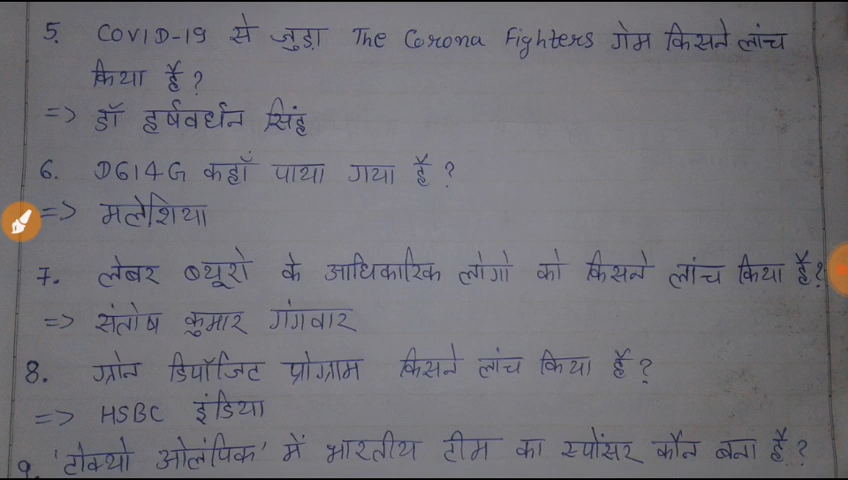 5. COVID-19 से जुड़ा The Corona Fighters गेम किसने लांच
किया है?
=> डॉ हर्षवर्धन सिंह
6. D614G कहाँ पाया गया है?
=> मलेशिया
7. लेबर ब्यूरो के आधिकारिक लोगो को किसने लांच किया है?
=> संतोष कुमार गंगवार
8. ग्रीन डिपॉजिट प्रोग्राम किसने लांच किया है?
=> HSBC इंडिया
9. 'टोक्यो ओलंपिक' में भारतीय टीम का स्पोंसर कौन बना है?